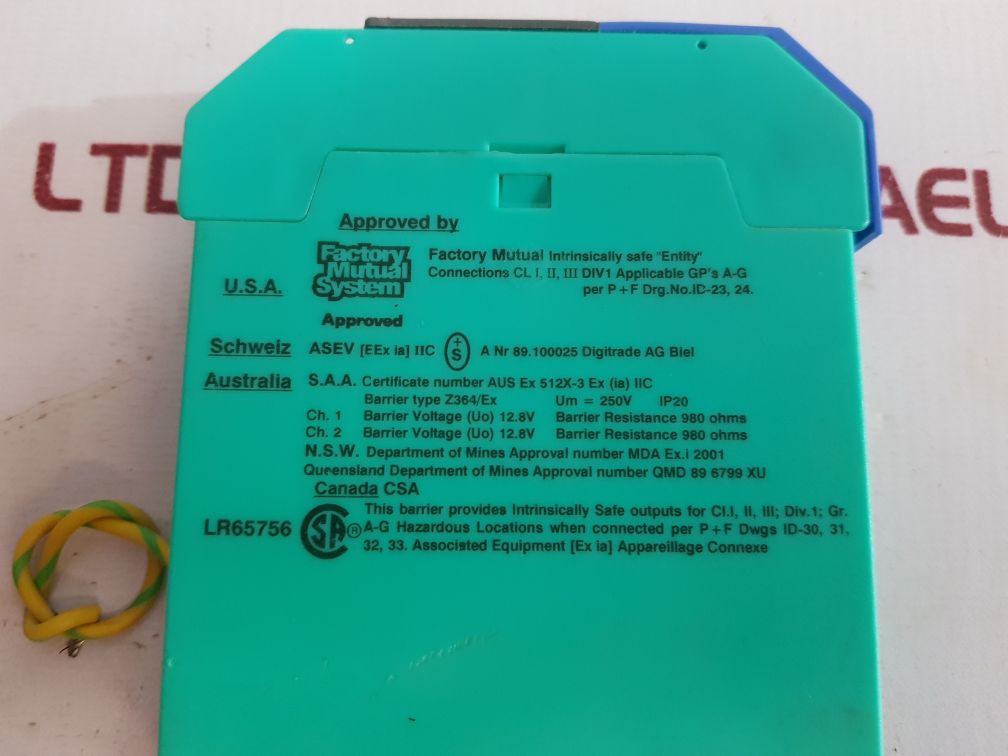 LTD
AEL
Approved by
U.S.A.
Factory Mutual System
Approved
Factory Mutual Intrinsically safe "Entity"
Connections CL I, II, III DIV1 Applicable GP's A-G
per P+F Drg.No.ID-23, 24.
Schweiz ASEV [EEx ia] IIC +S A Nr 89.100025 Digitrade AG Biel
Australia S.A.A. Certificate number AUS Ex 512X-3 Ex (ia) IIC
Barrier type Z364/Ex Um = 250V IP20
Ch. 1 Barrier Voltage (Uo) 12.8V Barrier Resistance 980 ohms
Ch. 2 Barrier Voltage (Uo) 12.8V Barrier Resistance 980 ohms
N.S.W. Department of Mines Approval number MDA Ex.i 2001
Queensland Department of Mines Approval number QMD 89 6799 XU
Canada CSA
LR65756 SA ®
This barrier provides Intrinsically Safe outputs for Cl.I, II, III; Div.1; Gr.
A-G Hazardous Locations when connected per P+F Dwgs ID-30, 31,
32, 33. Associated Equipment [Ex ia] Appareillage Connexe